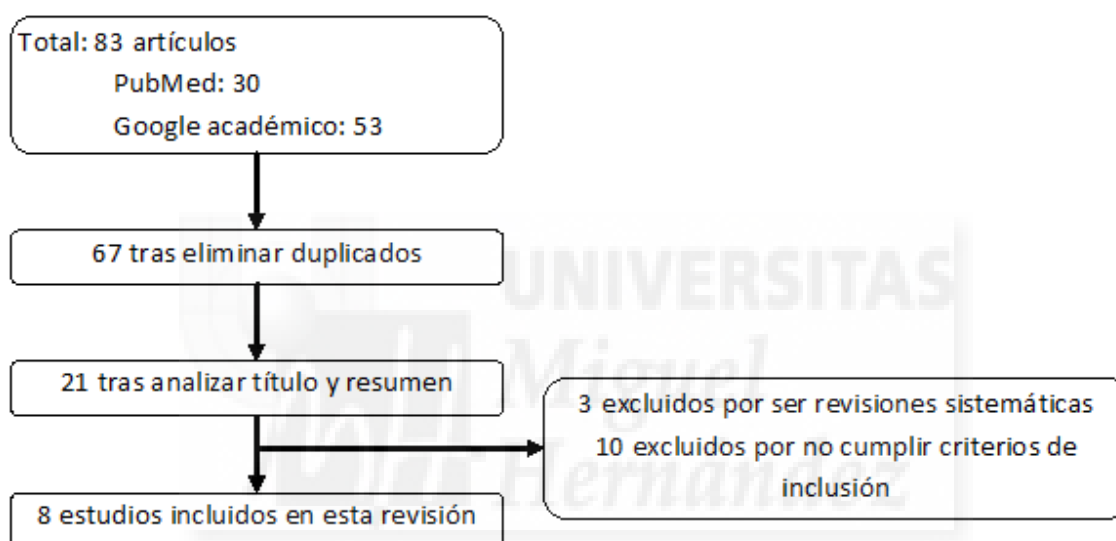 Total: 83 artículos
PubMed: 30
Google académico: 53
67 tras eliminar duplicados
21 tras analizar título y resumen
3 excluidos por ser revisiones sistemáticas
10 excluidos por no cumplir criterios de
inclusión
8 estudios incluidos en esta revisión
UNIVERSITAS
Miguel
Hernández